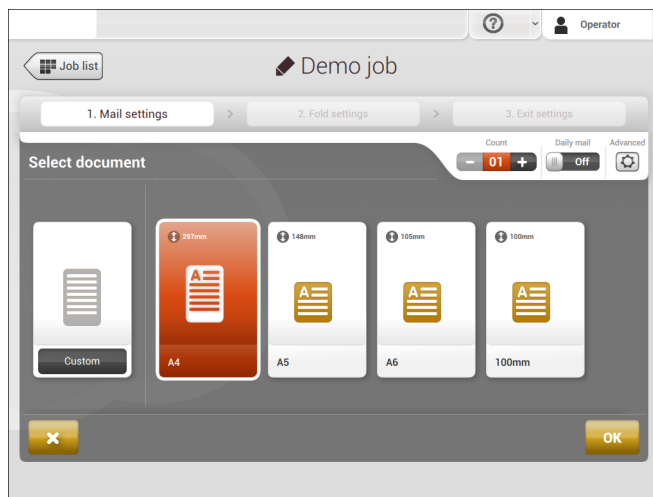 Operator
Job list
Demo job
1. Mail settings > 2. Fold settings > 3. Exit settings
Count Daily mail Advanced
Select document
01 Off
297mm 148mm 105mm 100mm
A A A A
Custom A4 A5 A6 100mm
OK